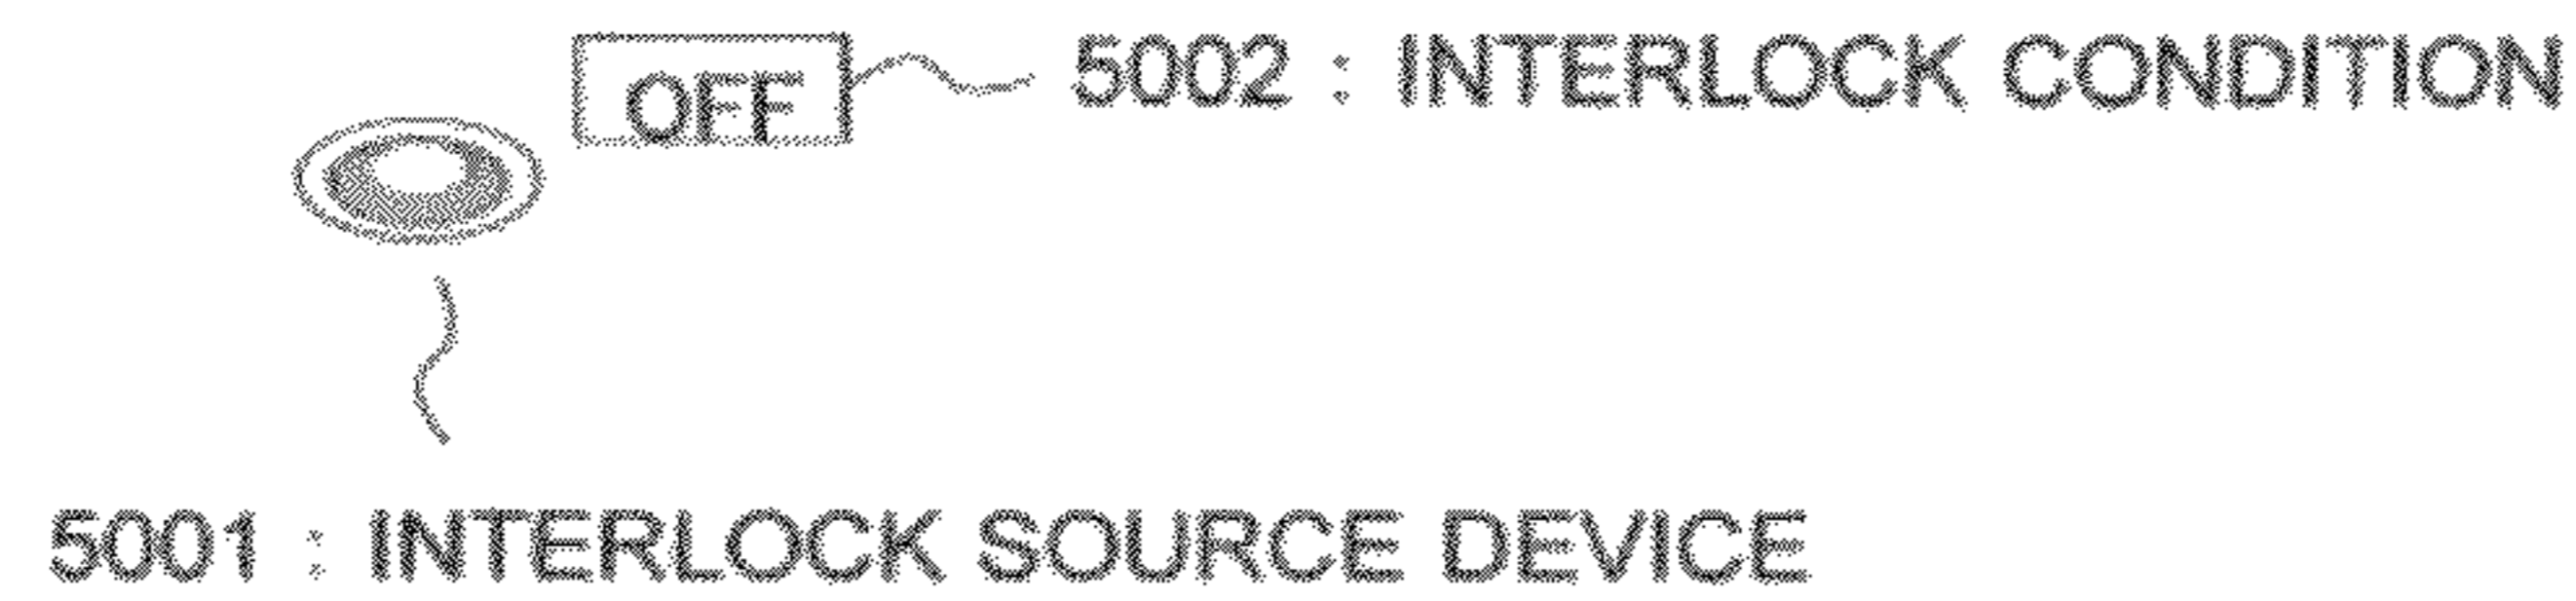 OFF
5002 : INTERLOCK CONDITION
5001 : INTERLOCK SOURCE DEVICE